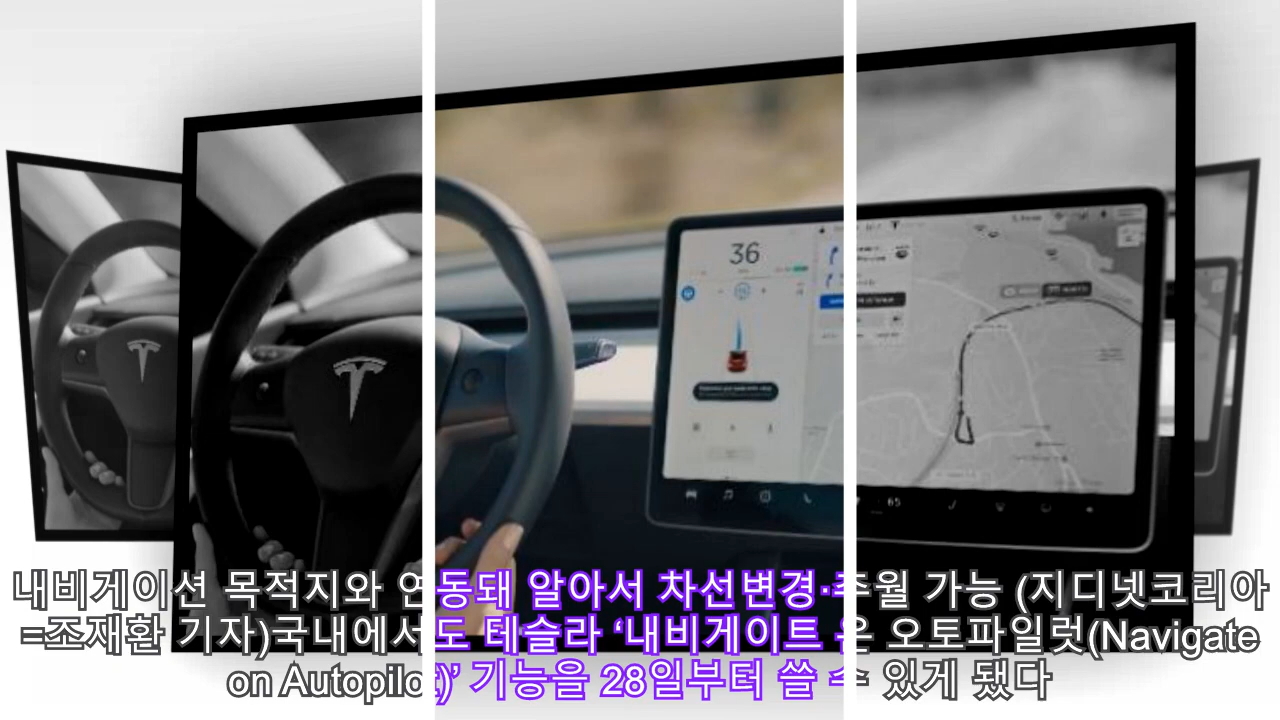 36
65
내비게이션 목적지와 연동돼 알아서 차선변경·추월 가능 (지디넷코리아
=조재환 기자)국내에서도 테슬라 ‘내비게이트 온 오토파일럿(Navigate
on Autopilot)’ 기능을 28일부터 쓸 수 있게 됐다